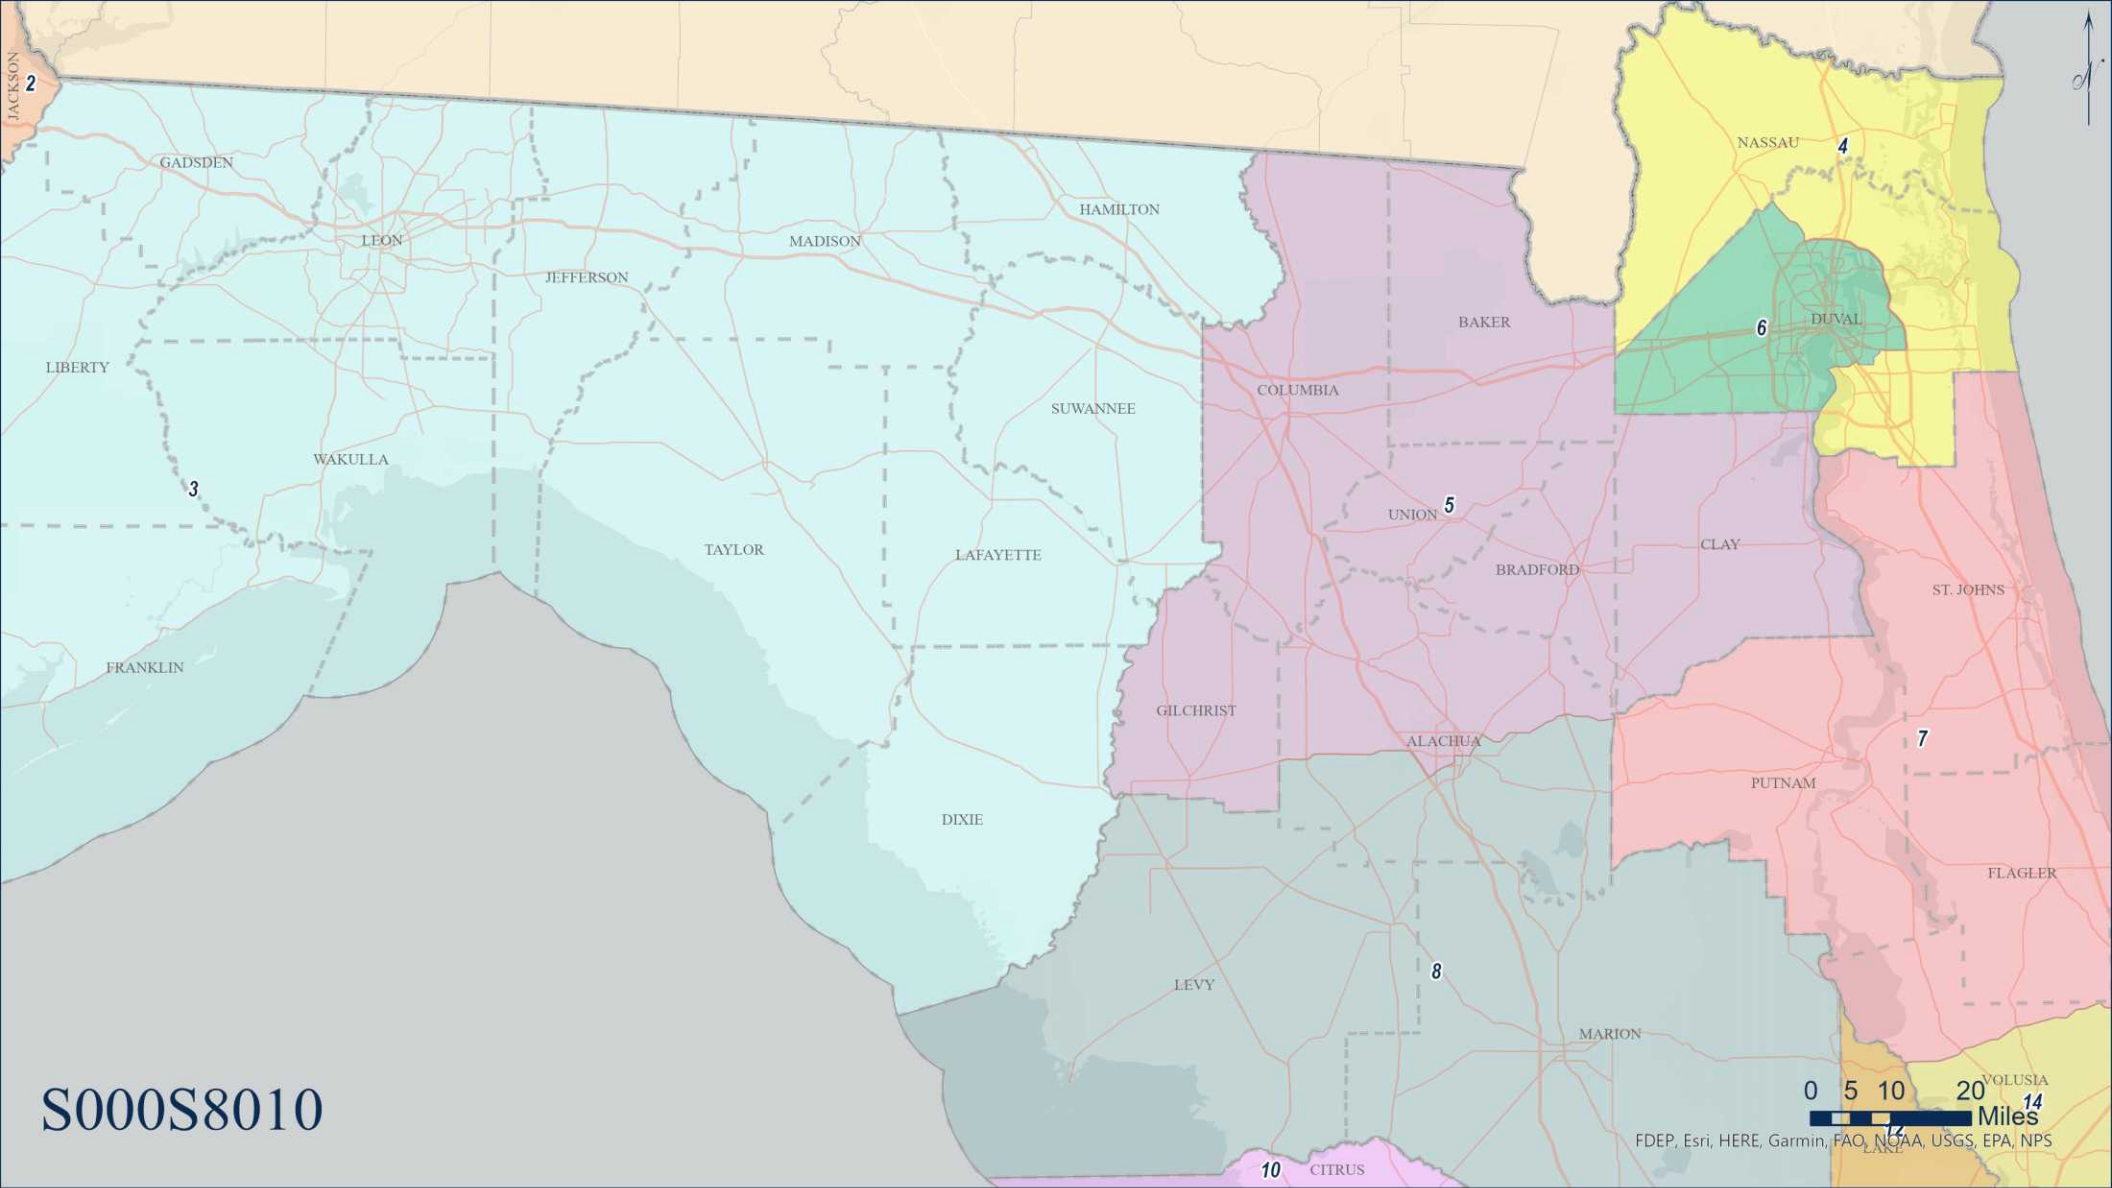 JACKSON
2
NASSAU
4
GADSDEN
HAMILTON
LEON
MADISON
JEFFERSON
DUVAL
6
BAKER
LIBERTY
COLUMBIA
SUWANNEE
WAKULLA
3
UNION
5
TAYLOR
LAFAYETTE
BRADFORD
CLAY
ST. JOHNS
FRANKLIN
GILCHRIST
ALACHUA
7
PUTNAM
DIXIE
FLAGLER
LEVY
8
MARION
VOLUSIA
14
0 5 10 20
Miles
12
FDEP, Esri, HERE, Garmin, FAO, NOAA, USGS, EPA, NPS
LAKE
S000S8010
10
CITRUS
N